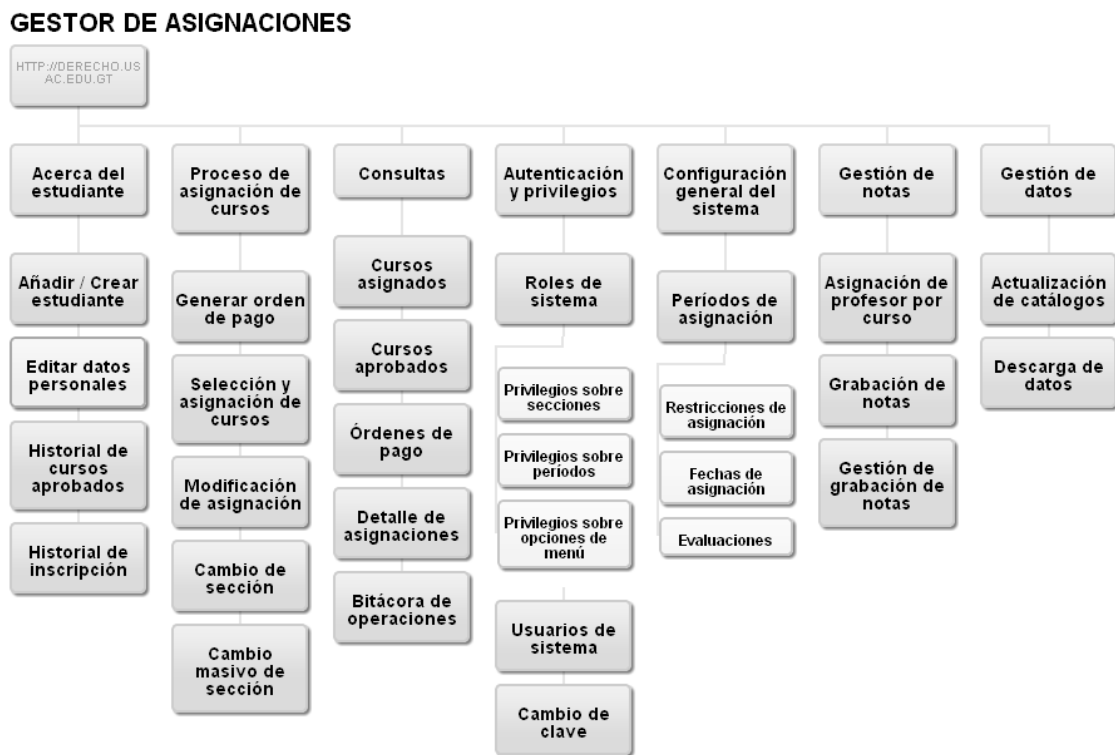 GESTOR DE ASIGNACIONES
HTTP://DERECHO.US
AC.EDU.GT
Acerca del
estudiante
Añadir / Crear
estudiante
Editar datos
personales
Historial de
cursos
aprobados
Historial de
inscripción
Proceso de
asignación de
cursos
Generar orden
de pago
Selección y
asignación de
cursos
Modificación
de asignación
Cambio de
sección
Cambio
masivo de
sección
Consultas
Cursos
asignados
Cursos
aprobados
Órdenes de
pago
Detalle de
asignaciones
Bitácora de
operaciones
Autenticación
y privilegios
Roles de
sistema
Privilegios sobre
secciones
Privilegios sobre
períodos
Privilegios sobre
opciones de
menú
Usuarios de
sistema
Cambio de
clave
Configuración
general del
sistema
Períodos de
asignación
Restricciones de
asignación
Fechas de
asignación
Evaluaciones
Gestión de
notas
Asignación de
profesor por
curso
Grabación de
notas
Gestión de
grabación de
notas
Gestión de
datos
Actualización
de catálogos
Descarga de
datos